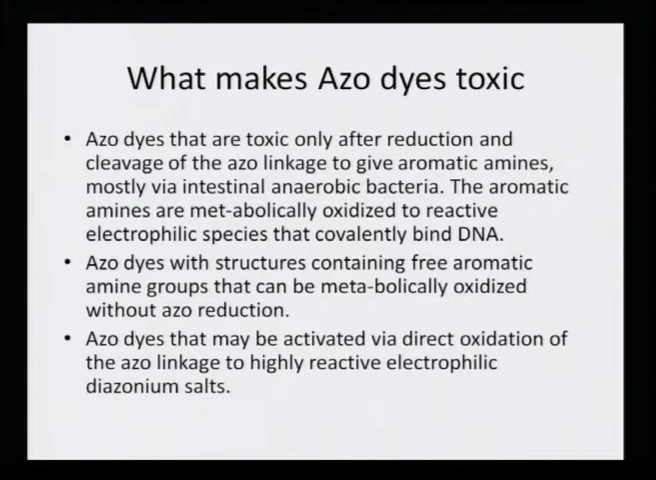 What makes Azo dyes toxic
• Azo dyes that are toxic only after reduction and
cleavage of the azo linkage to give aromatic amines,
mostly via intestinal anaerobic bacteria. The aromatic
amines are met-abolically oxidized to reactive
electrophilic species that covalently bind DNA.
• Azo dyes with structures containing free aromatic
amine groups that can be meta-bolically oxidized
without azo reduction.
• Azo dyes that may be activated via direct oxidation of
the azo linkage to highly reactive electrophilic
diazonium salts.